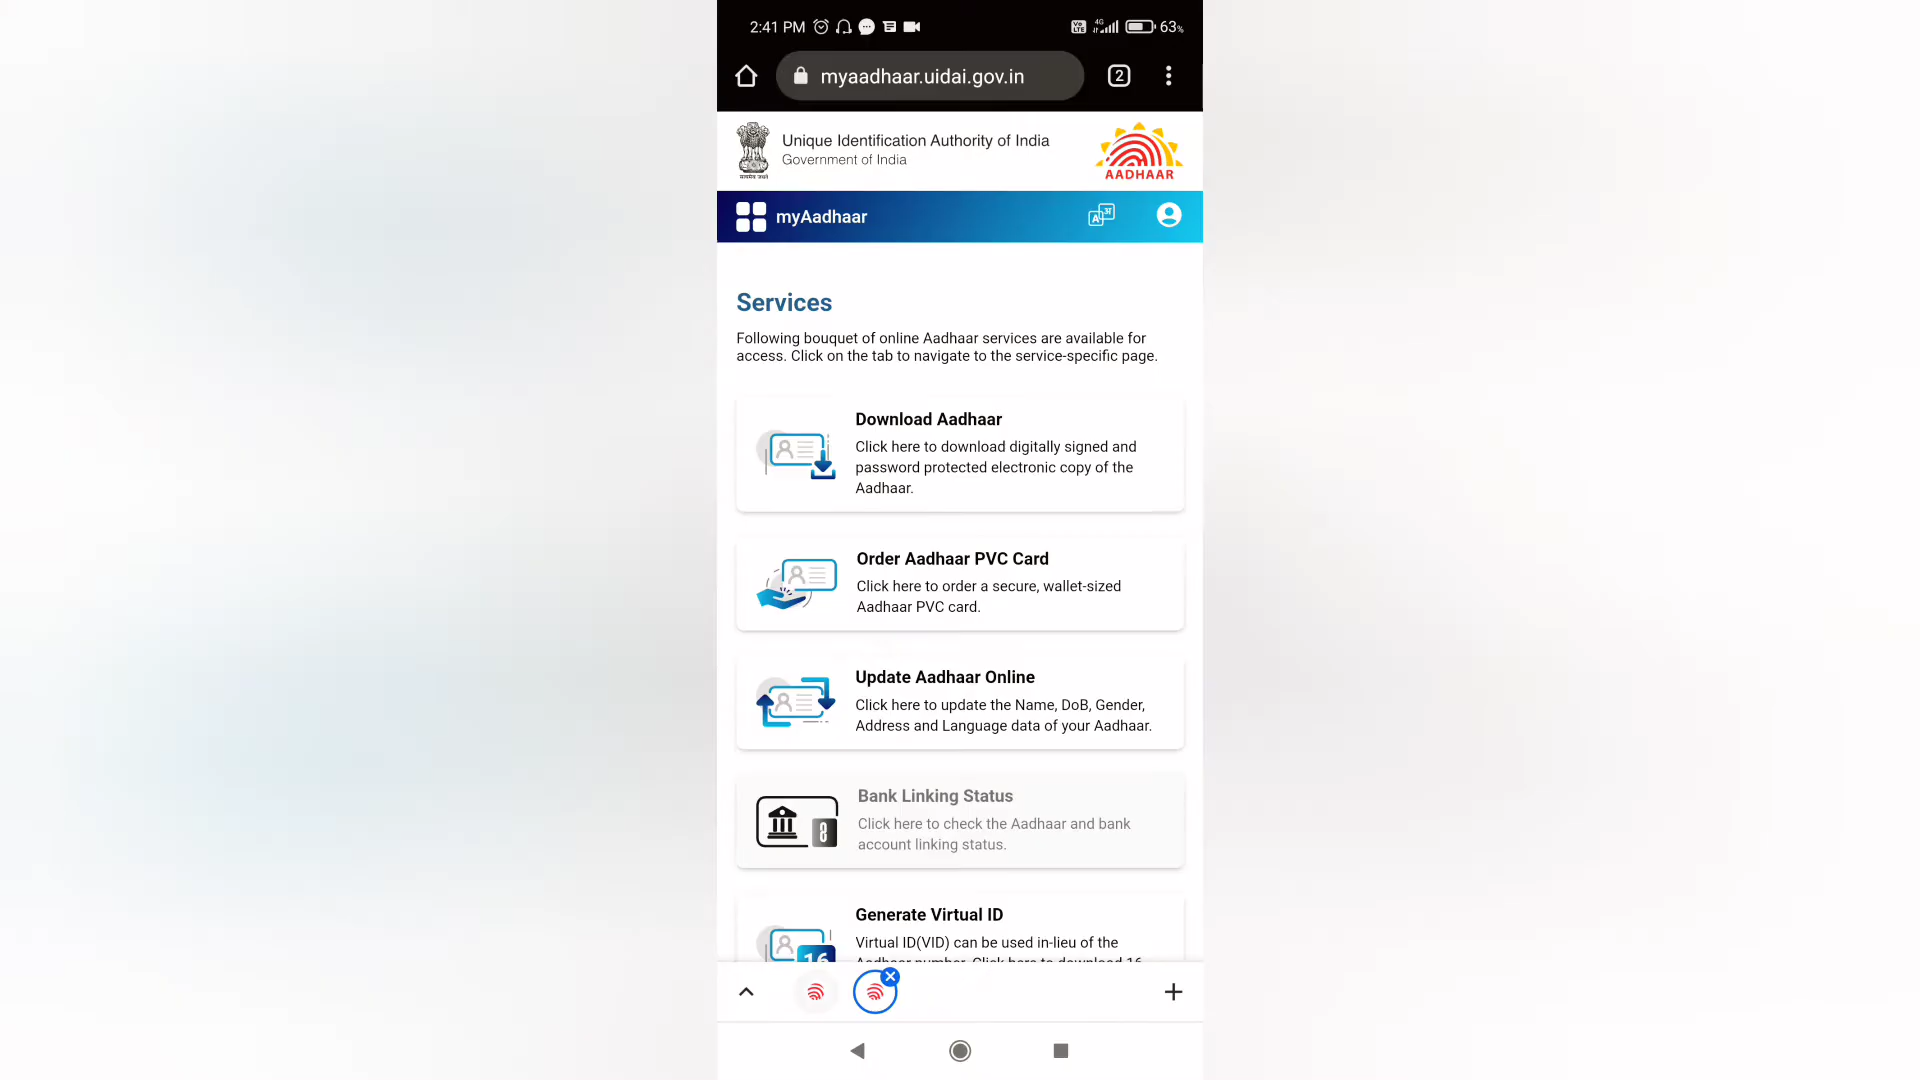 2:41 PM 4G 63%
myaadhaar.uidai.gov.in 2
Unique Identification Authority of India
Government of India
AADHAAR
myAadhaar
Services
Following bouquet of online Aadhaar services are available for
access. Click on the tab to navigate to the service-specific page.
Download Aadhaar
Click here to download digitally signed and
password protected electronic copy of the
Aadhaar.
Order Aadhaar PVC Card
Click here to order a secure, wallet-sized
Aadhaar PVC card.
Update Aadhaar Online
Click here to update the Name, DoB, Gender,
Address and Language data of your Aadhaar.
Bank Linking Status
Click here to check the Aadhaar and bank
account linking status.
Generate Virtual ID
Virtual ID(VID) can be used in-lieu of the
Aadhaar number. Click here to download 16